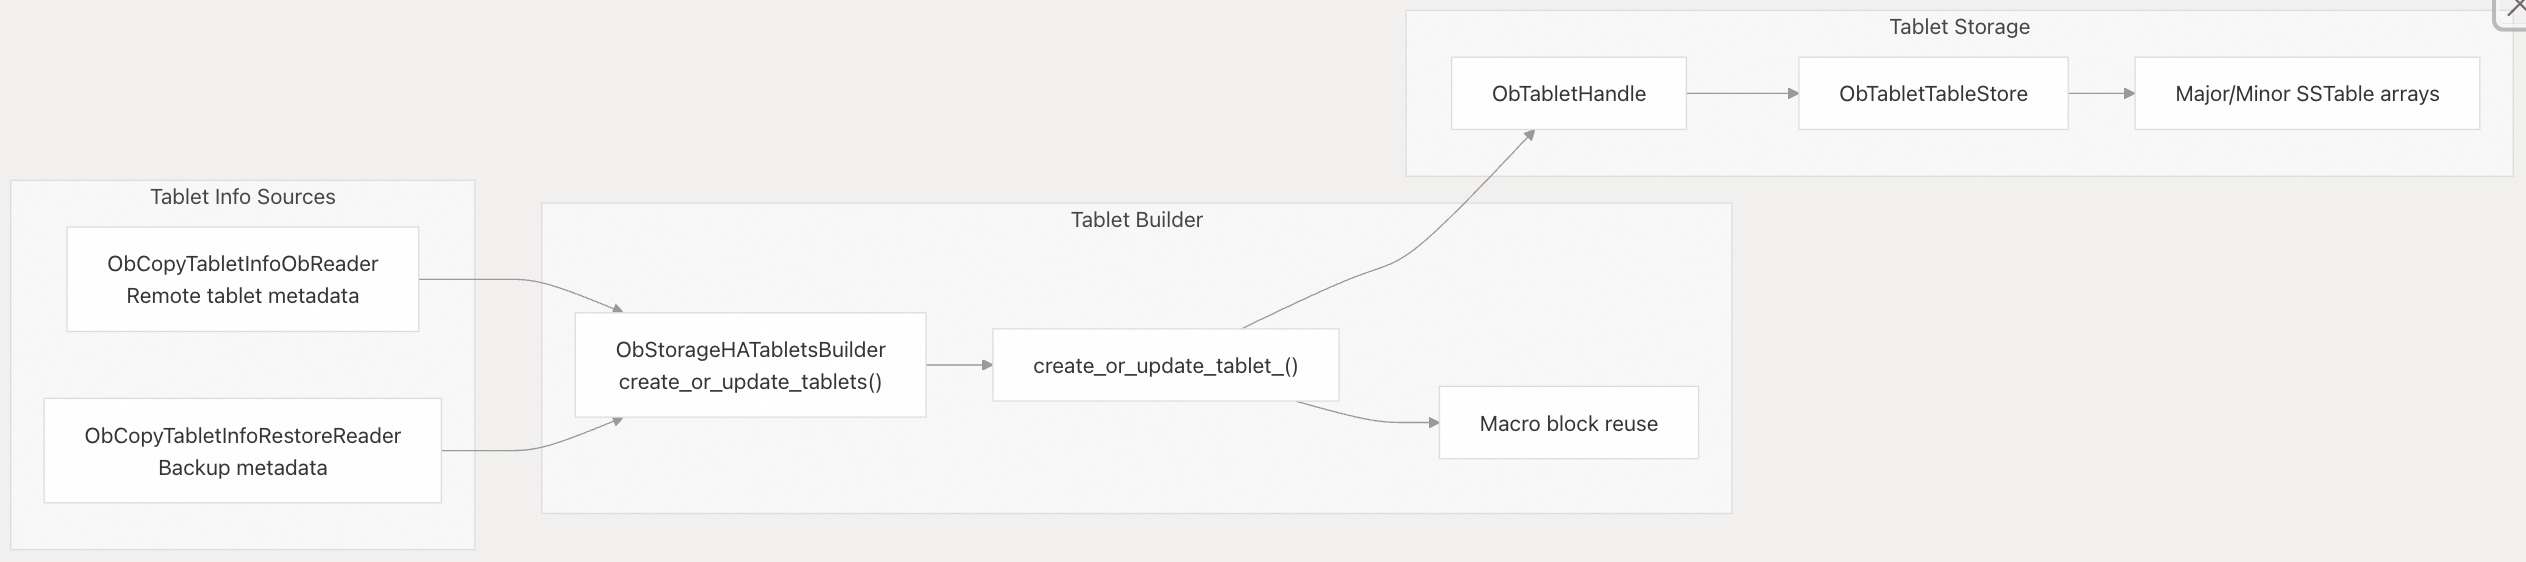 Tablet Info Sources
ObCopyTabletInfoObReader
Remote tablet metadata
ObCopyTabletInfoRestoreReader
Backup metadata
Tablet Builder
ObStorageHATabletsBuilder
create_or_update_tablets()
create_or_update_tablet_()
Macro block reuse
Tablet Storage
ObTabletHandle
ObTabletTableStore
Major/Minor SSTable arrays